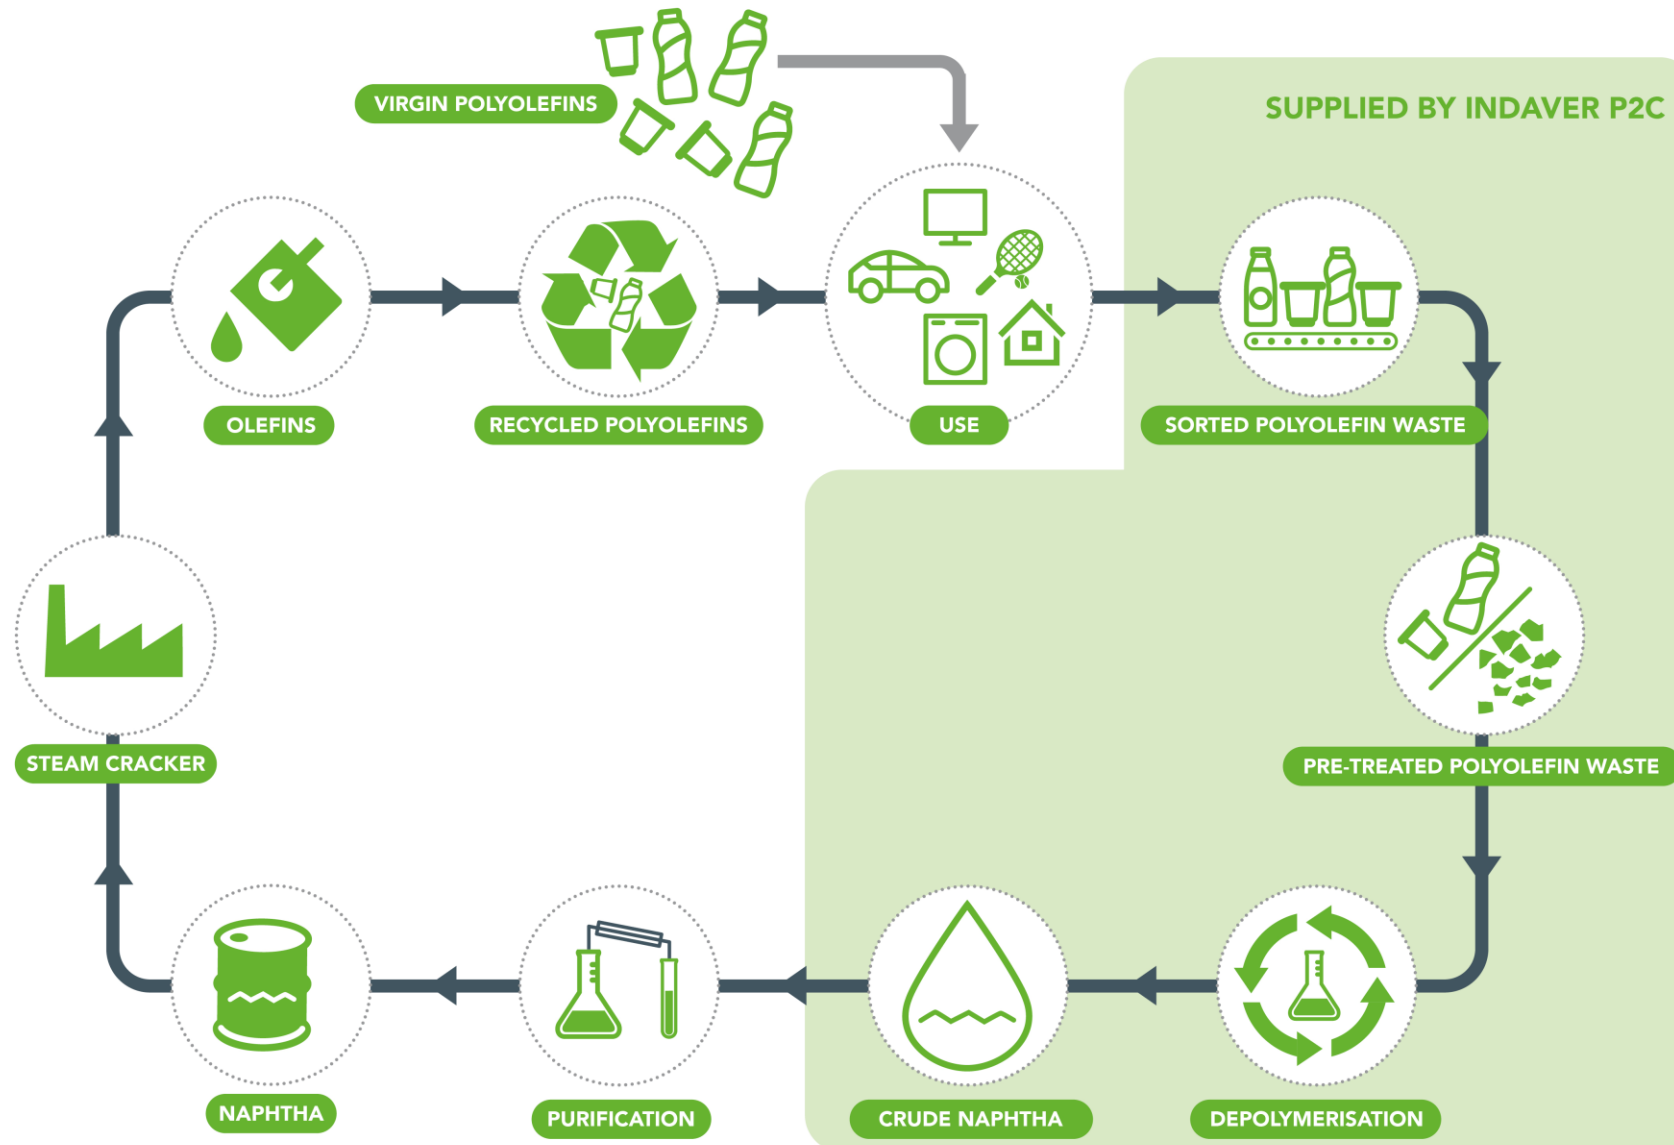 VIRGIN POLYOLEFINS
SUPPLIED BY INDAVER P2C
OLEFINS
RECYCLED POLYOLEFINS
USE
SORTED POLYOLEFIN WASTE
STEAM CRACKER
PRE-TREATED POLYOLEFIN WASTE
NAPHTHA
PURIFICATION
CRUDE NAPHTHA
DEPOLYMERISATION